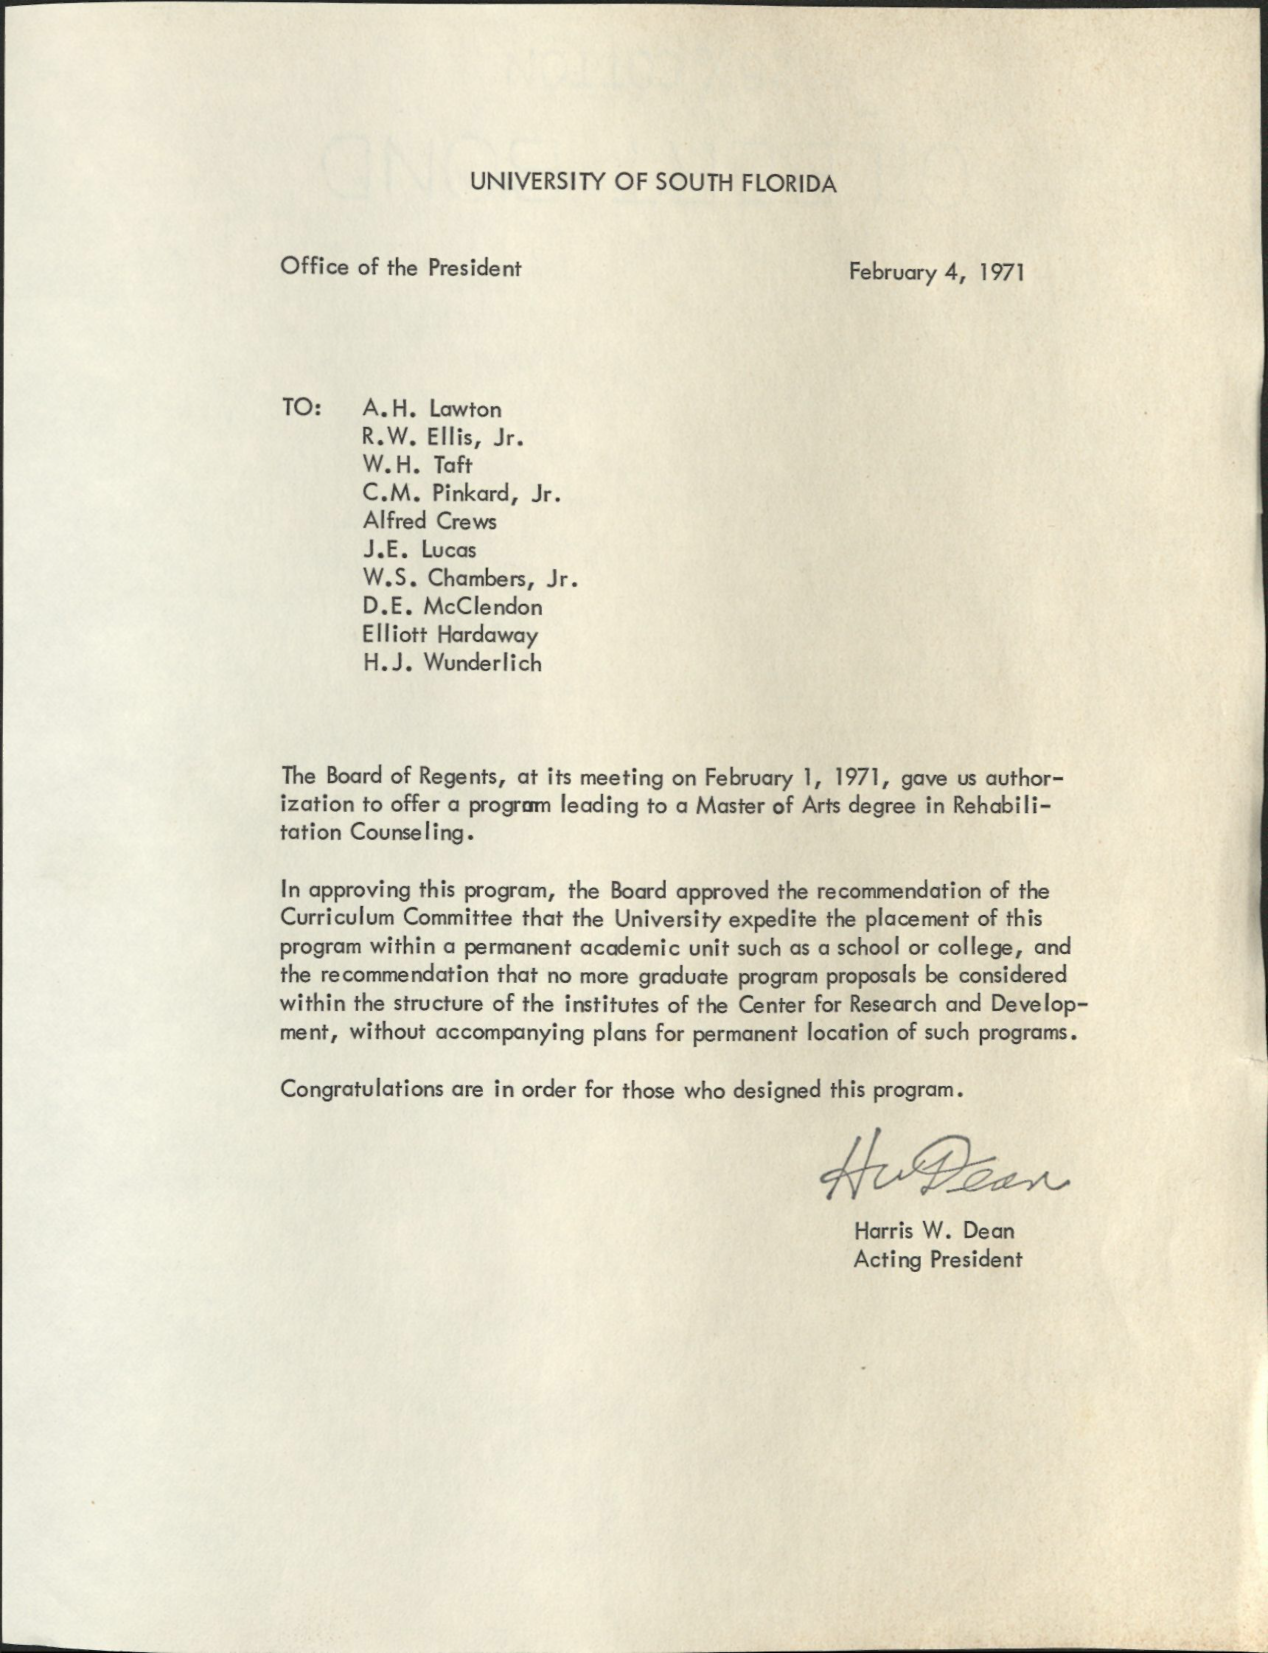 UNIVERSITY OF SOUTH FLORIDA
Office of the President February 4, 1971
TO: A.H. Lawton
R.W. Ellis, Jr.
W.H. Taft
C.M. Pinkard, Jr.
Alfred Crews
J.E. Lucas
W.S. Chambers, Jr.
D.E. McClendon
Elliott Hardaway
H.J. Wunderlich
The Board of Regents, at its meeting on February 1, 1971, gave us author-
ization to offer a program leading to a Master of Arts degree in Rehabili-
tation Counseling.
In approving this program, the Board approved the recommendation of the
Curriculum Committee that the University expedite the placement of this
program within a permanent academic unit such as a school or college, and
the recommendation that no more graduate program proposals be considered
within the structure of the institutes of the Center for Research and Develop-
ment, without accompanying plans for permanent location of such programs.
Congratulations are in order for those who designed this program.
HW Dean
Harris W. Dean
Acting President